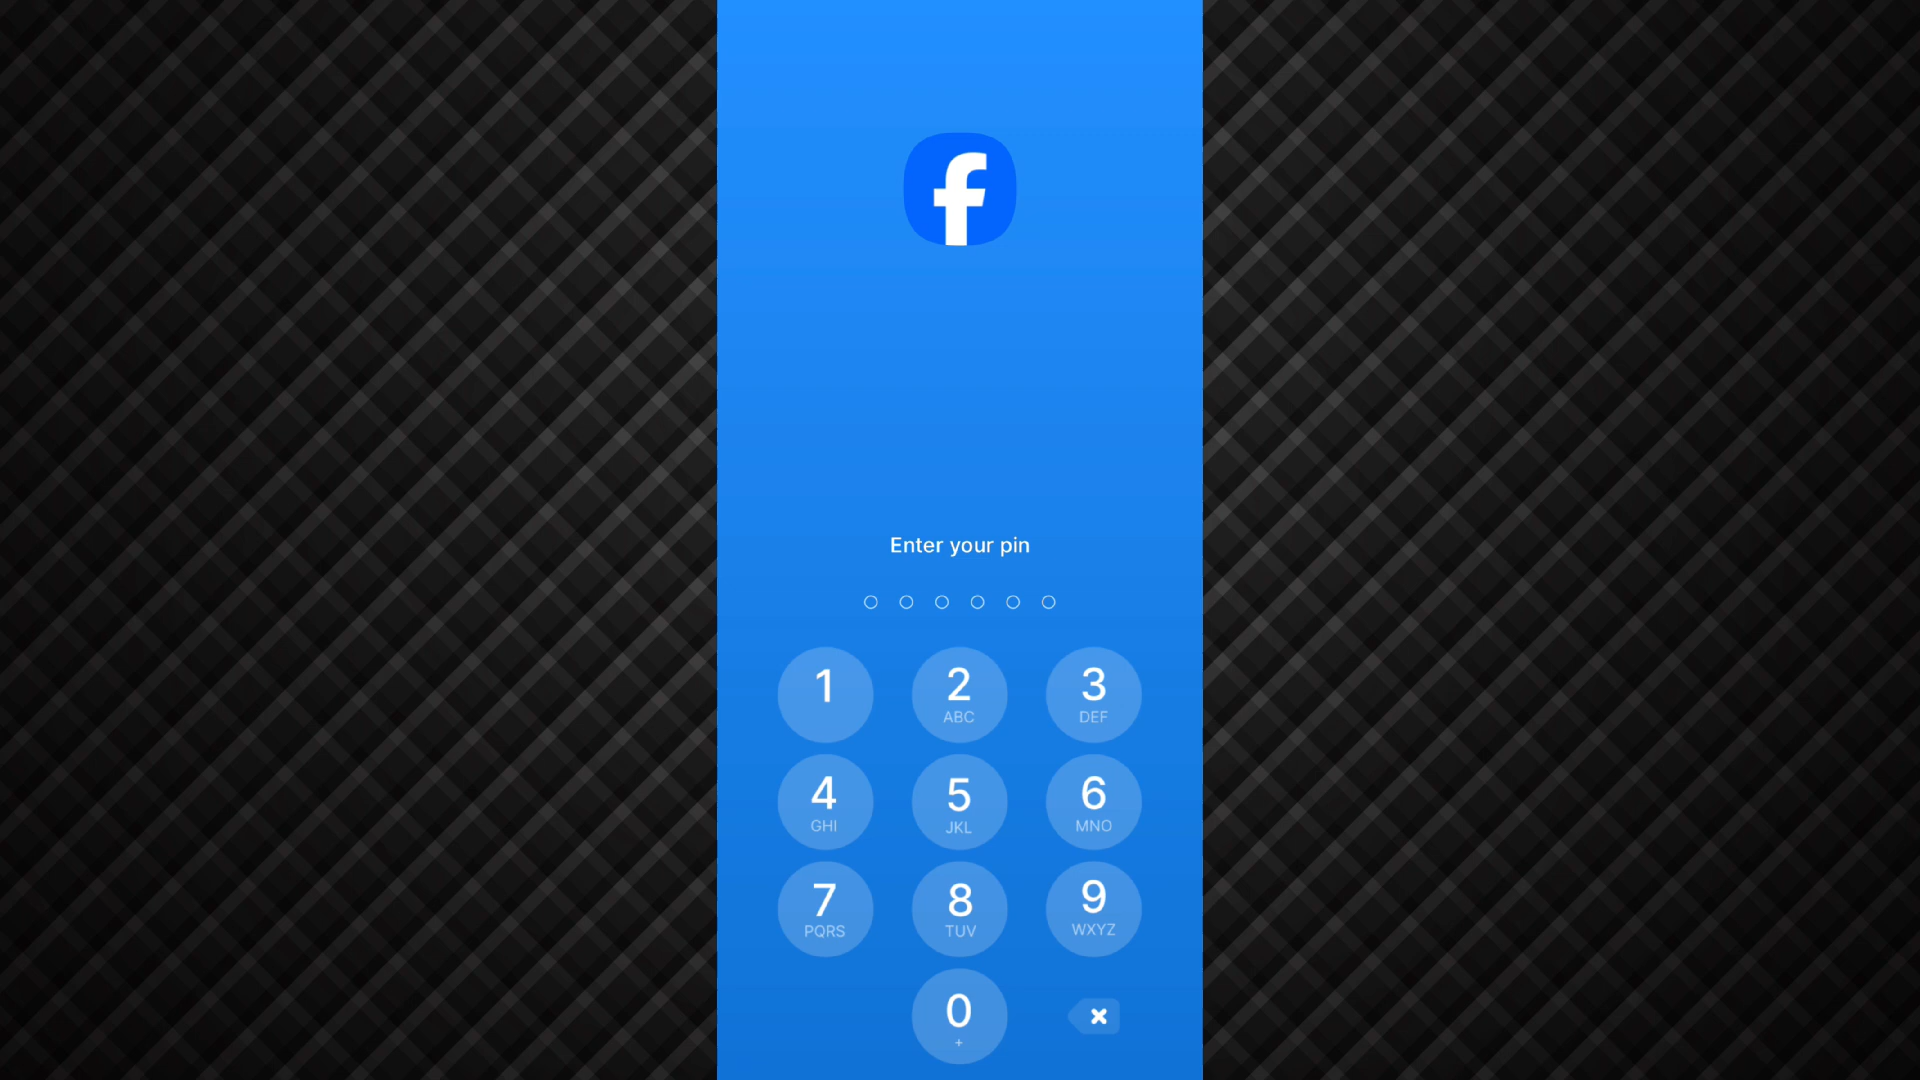 f
Enter your pin
1 2 3
ABC DEF
4 5 6
GHI JKL MNO
7 8 9
PQRS TUV WXYZ
0
+